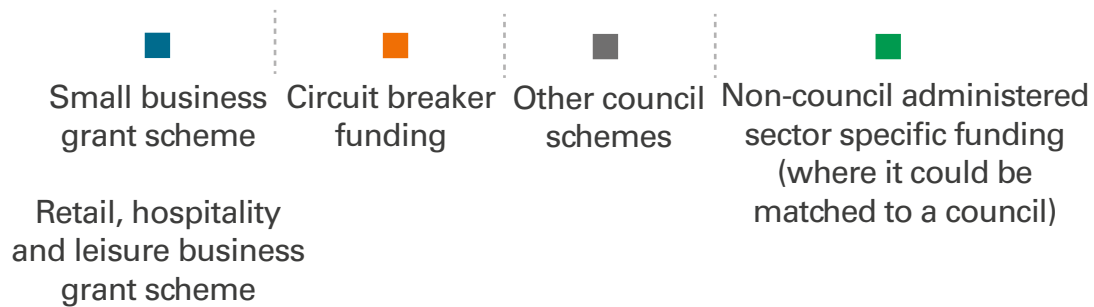 Small business
grant scheme
Retail, hospitality
and leisure business
grant scheme
Circuit breaker
funding
Other council
schemes
Non-council administered
sector specific funding
(where it could be
matched to a council)